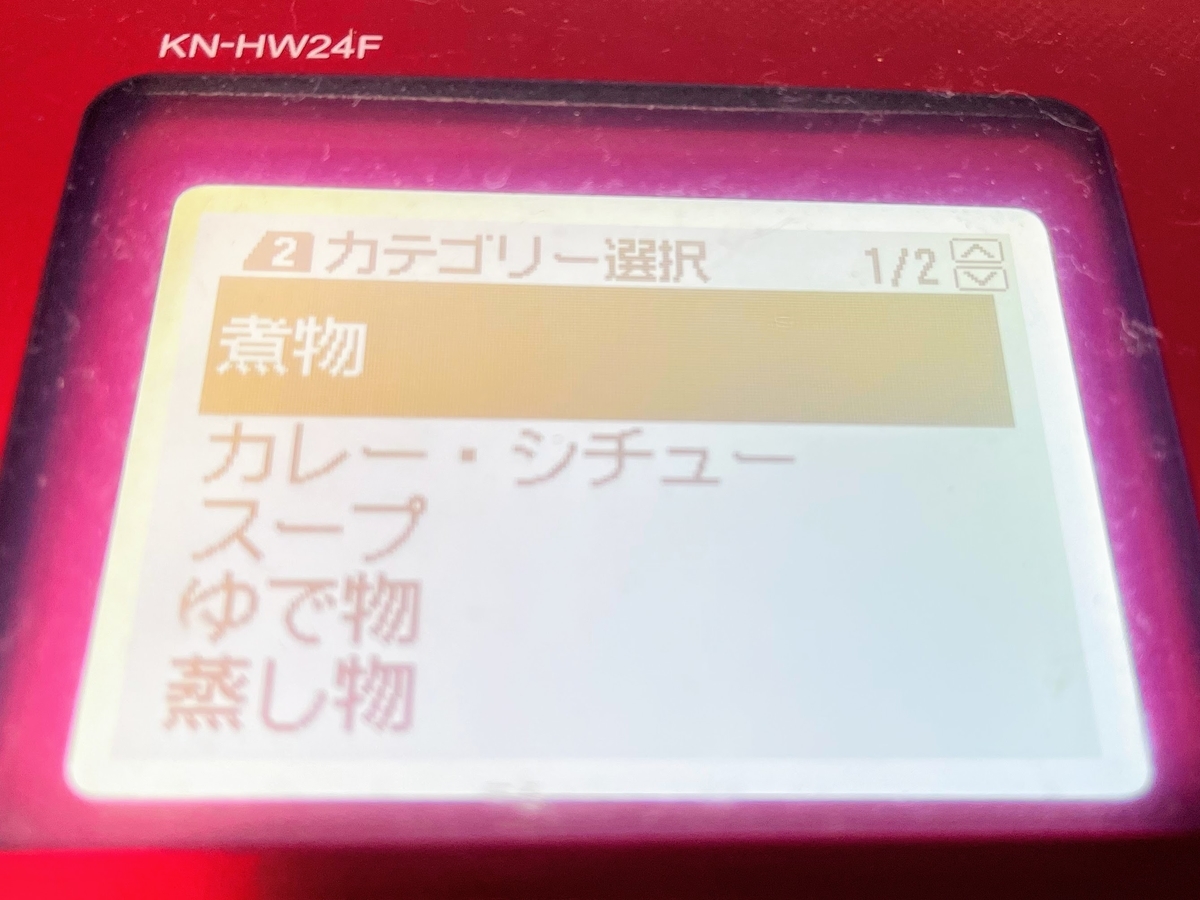 KN-HW24F
2 カテゴリー選択 1/2
煮物
カレー・シチュー
スープ
ゆで物
蒸し物